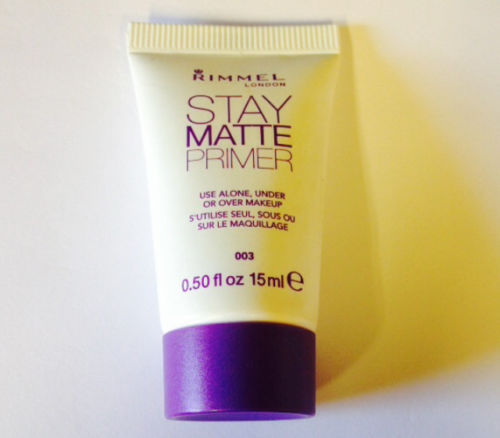 RIMMEL
LONDON
STAY
MATTE
PRIMER
USE ALONE, UNDER
OR OVER MAKEUP
S'UTILISE SEUL, SOUS OU
SUR LE MAQUILLAGE
003
0.50 fl oz 15ml℮